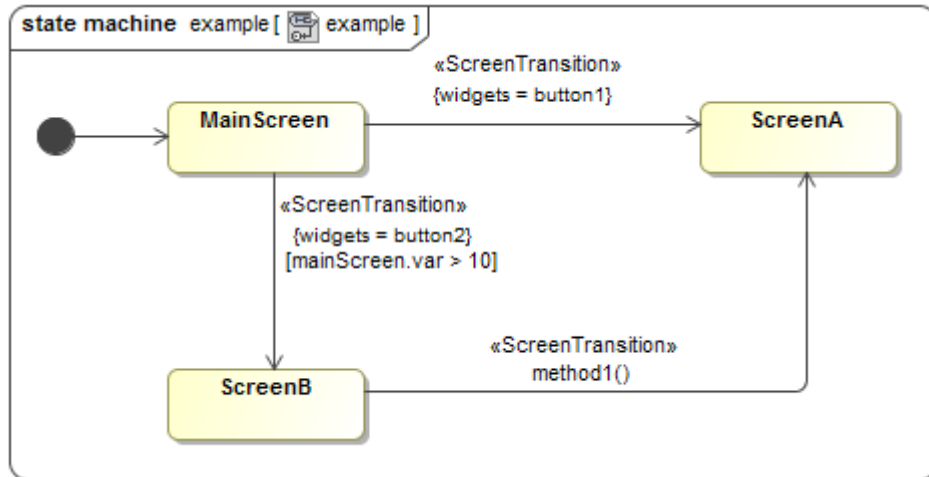 state machine example [ example ]
«ScreenTransition»
{widgets = button1}
MainScreen
ScreenA
«ScreenTransition»
{widgets = button2}
[mainScreen.var > 10]
«ScreenTransition»
method1()
ScreenB